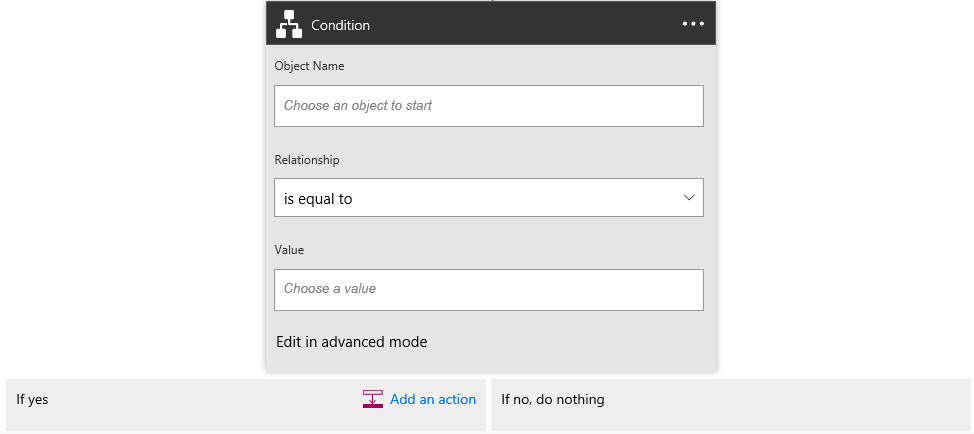 Condition
Object Name
Choose an object to start
Relationship
is equal to
Value
Choose a value
Edit in advanced mode
If yes
Add an action
If no, do nothing